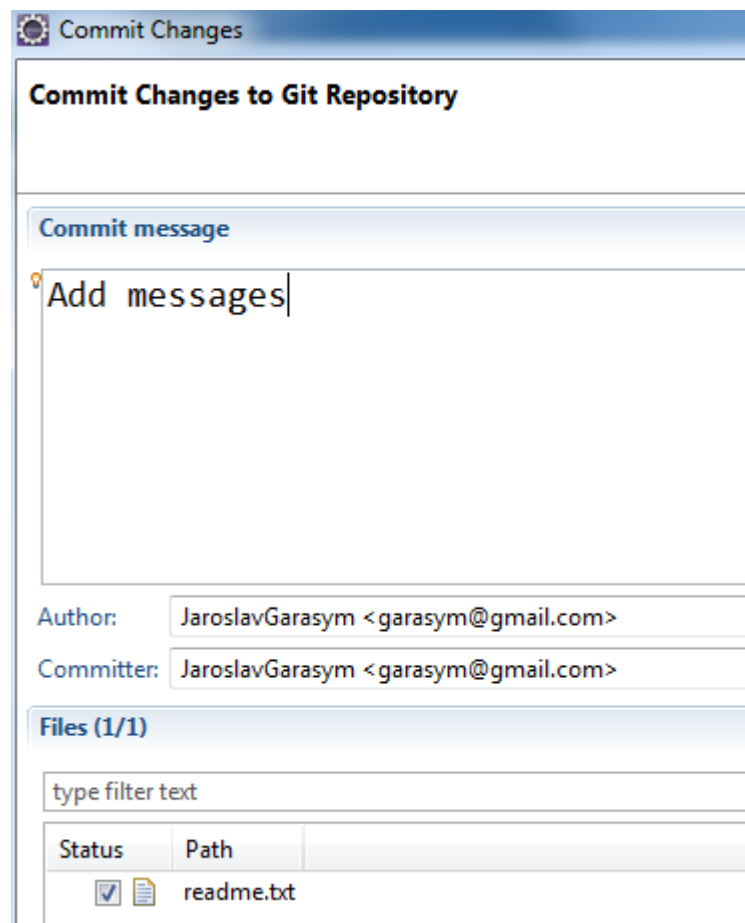 Commit Changes
Commit Changes to Git Repository
Commit message
Add messages
Author: JaroslavGarasym <garasym@gmail.com>
Committer: JaroslavGarasym <garasym@gmail.com>
Files (1/1)
type filter text
Status Path
readme.txt